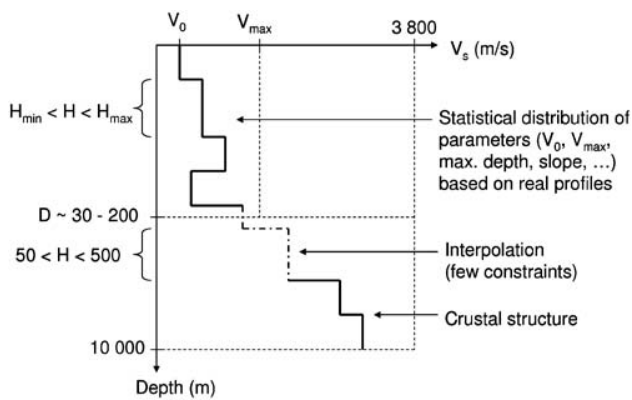 V0 Vmax 3 800
Vs (m/s)
Hmin < H < Hmax
Statistical distribution of
parameters (V0, Vmax,
max. depth, slope, ...)
based on real profiles
D ~ 30 - 200
50 < H < 500
Interpolation
(few constraints)
Crustal structure
10 000
Depth (m)